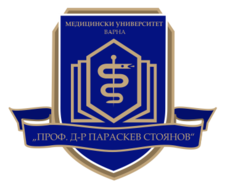 МЕДИЦИНСКИ УНИВЕРСИТЕТ
ВАРНА
„ПРОФ. Д-Р ПАРАСКЕВ СТОЯНОВ“